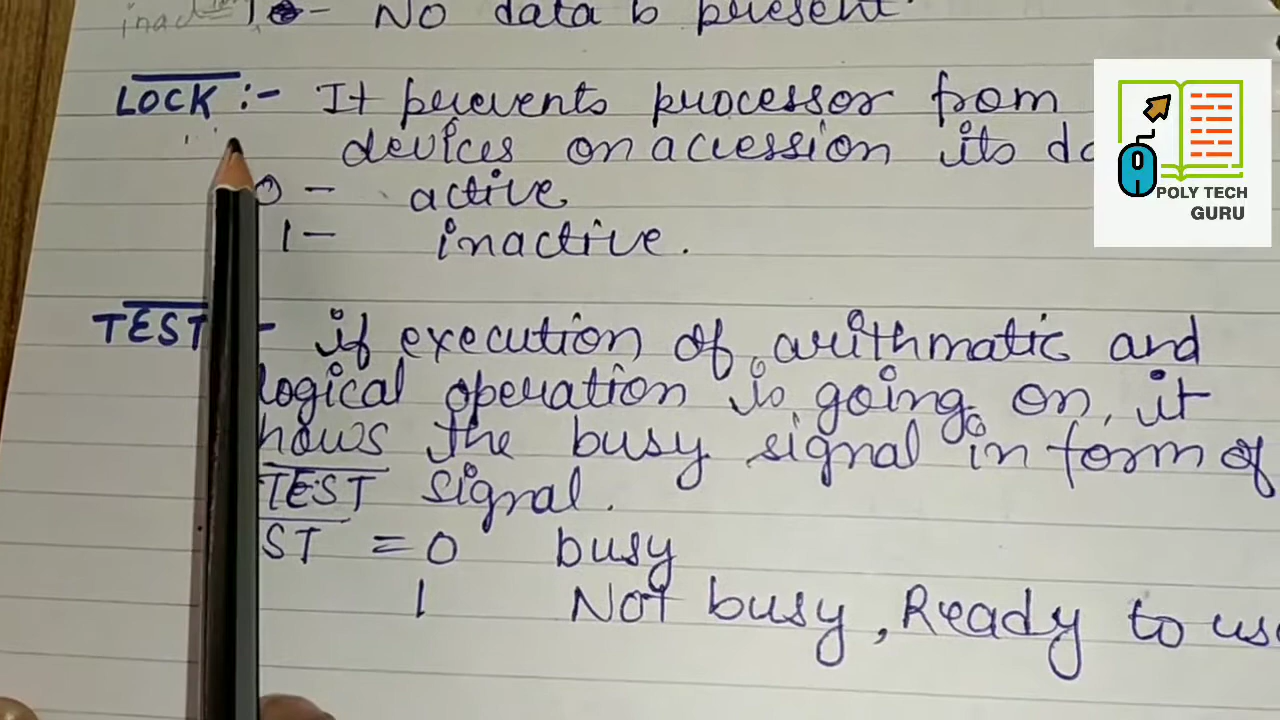 No data is present
LOCK :- It prevents processor from
devices on accession its
0 - active
1 - inactive.
TEST - if execution of arithmatic and
logical operation is going on, it
hows the busy signal in form of
TEST signal.
ST = 0 busy
1 Not busy, Ready to us
POLY TECH
GURU